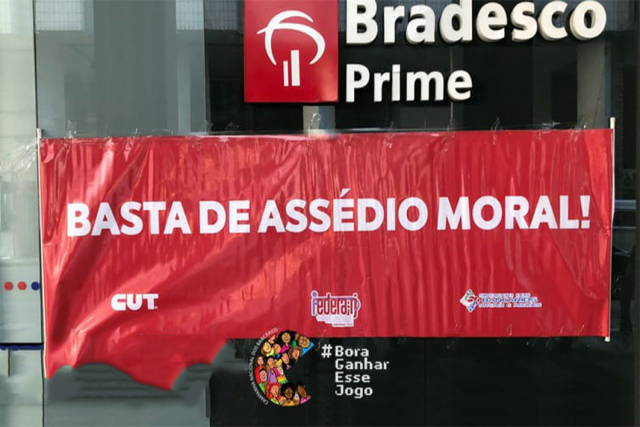 Bradesco
Prime
BASTA DE ASSÉDIO MORAL!
CUT
#Bora
Ganhar
Esse
Jogo